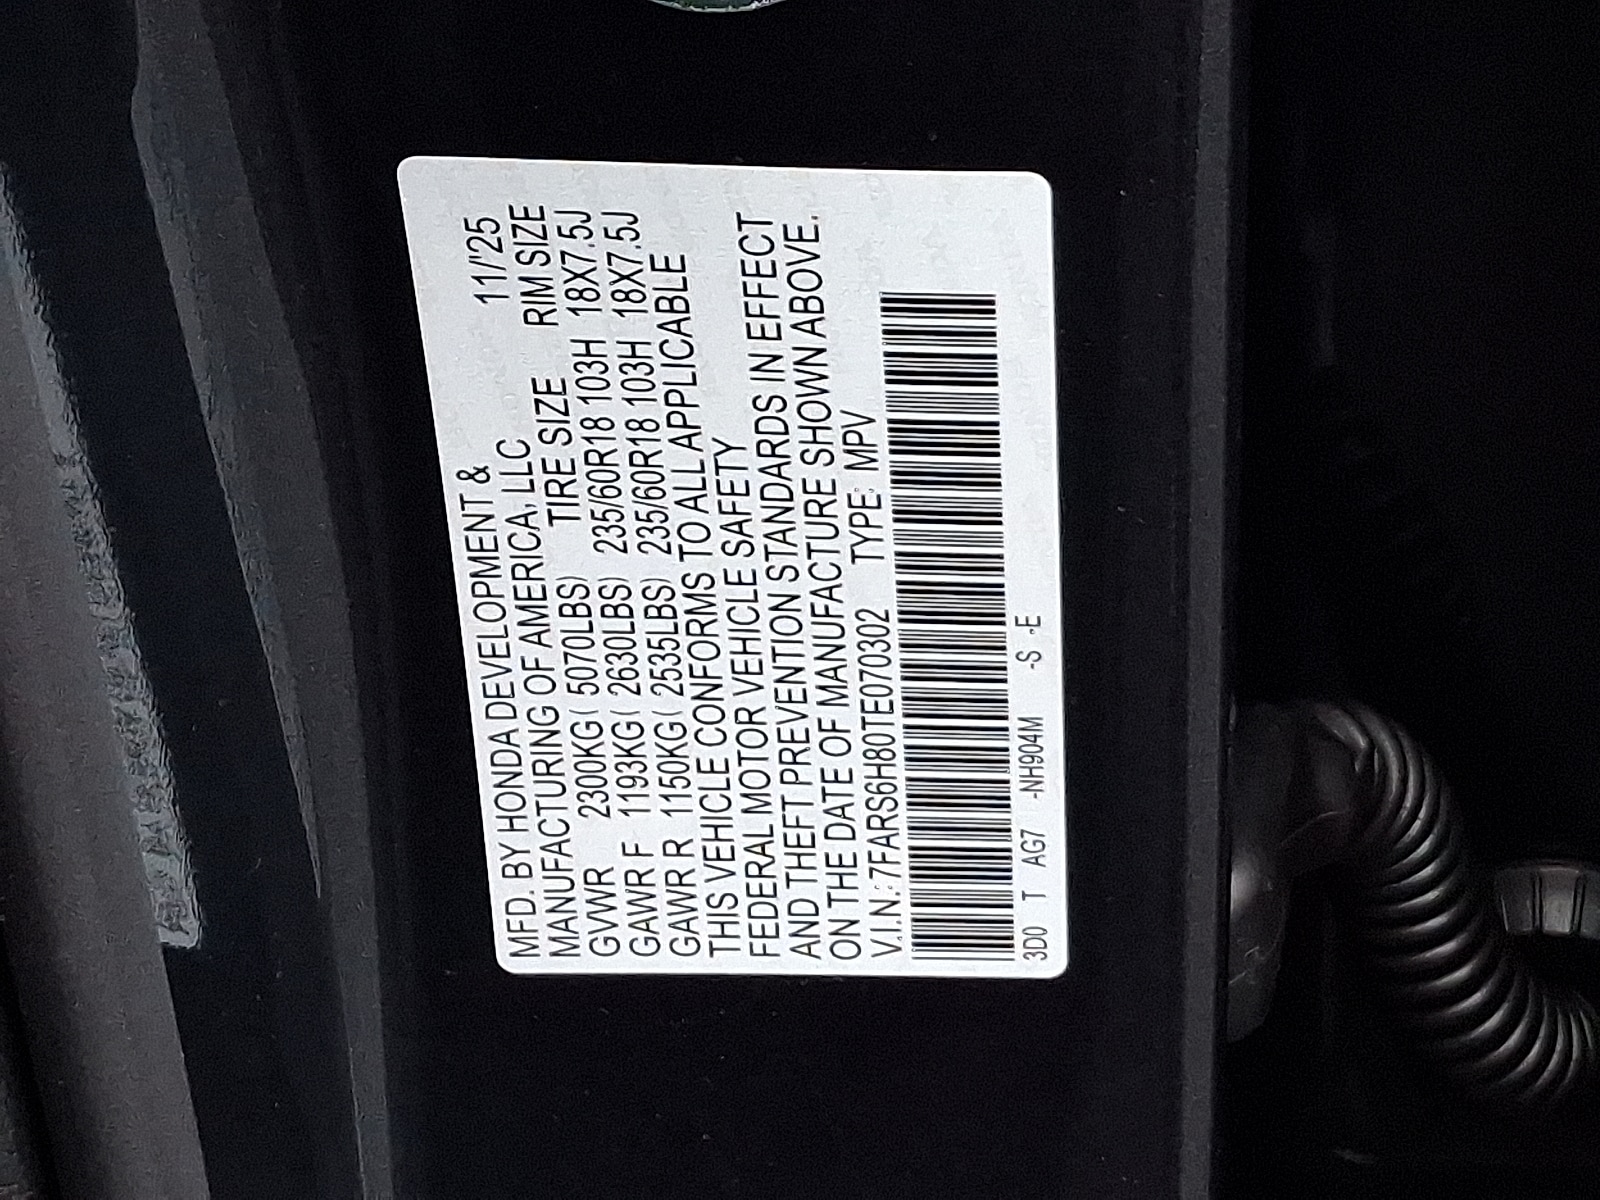 MFD. BY HONDA DEVELOPMENT & 11/'25
MANUFACTURING OF AMERICA, LLC
TIRE SIZE RIM SIZE
GVWR 2300KG( 5070LBS) 235/60R18 103H 18X7.5J
GAWR F 1193KG( 2630LBS) 235/60R18 103H 18X7.5J
GAWR R 1150KG( 2535LBS)
THIS VEHICLE CONFORMS TO ALL APPLICABLE
FEDERAL MOTOR VEHICLE SAFETY
AND THEFT PREVENTION STANDARDS IN EFFECT
ON THE DATE OF MANUFACTURE SHOWN ABOVE.
V.I.N.:7FARS6H80TE070302 TYPE: MPV
3D0 T AG7 -NH904M -S -E